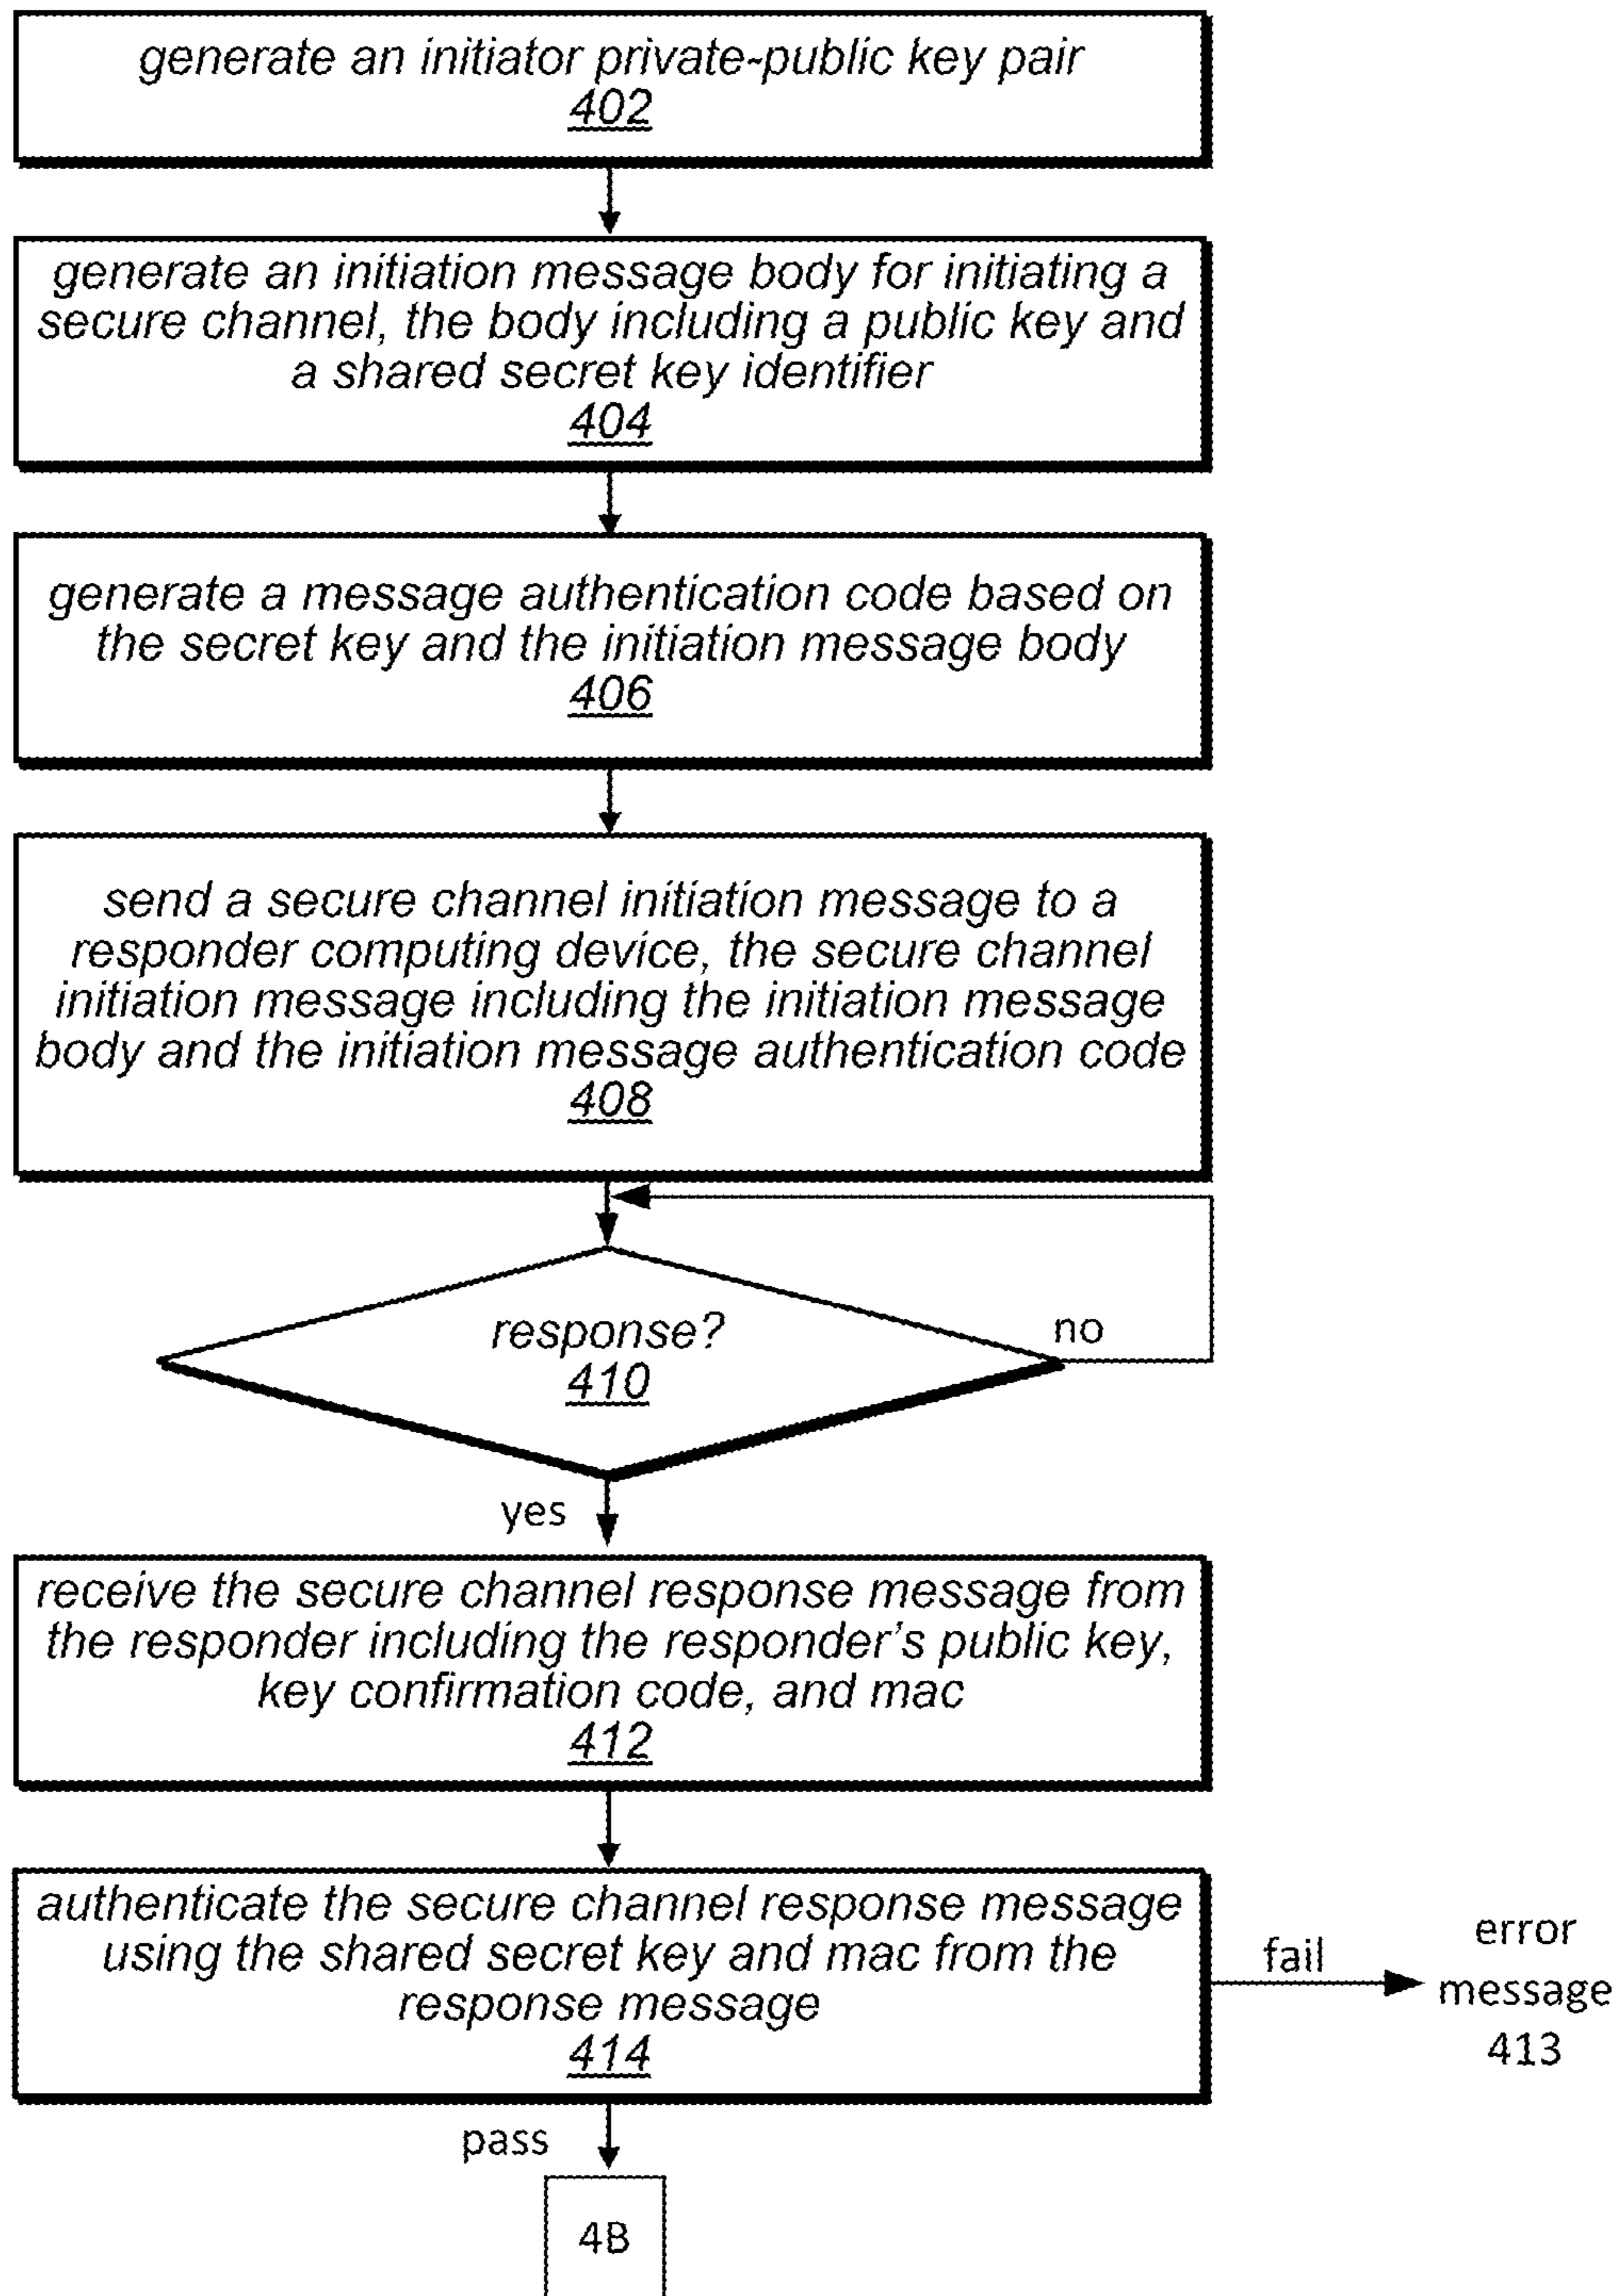 generate an initiator private-public key pair
402
generate an initiation message body for initiating a
secure channel, the body including a public key and
a shared secret key identifier
404
generate a message authentication code based on
the secret key and the initiation message body
406
send a secure channel initiation message to a
responder computing device, the secure channel
initiation message including the initiation message
body and the initiation message authentication code
408
response?
410
no
yes
receive the secure channel response message from
the responder including the responder's public key,
key confirmation code, and mac
412
authenticate the secure channel response message
using the shared secret key and mac from the
response message
414
fail
error
message
413
pass
4B